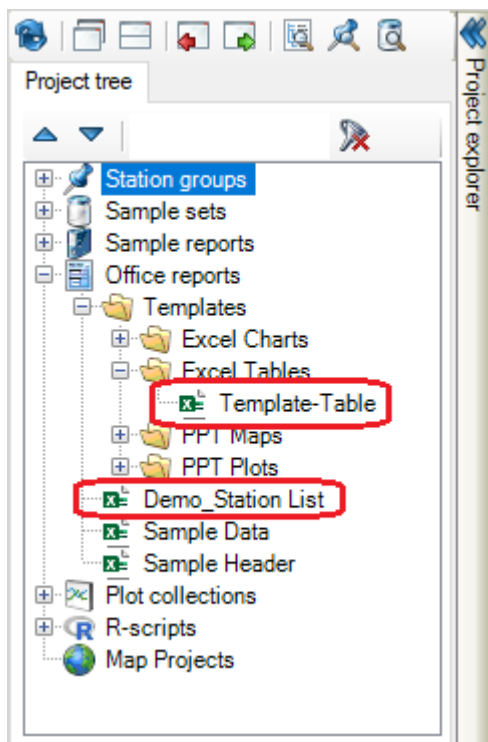 Project tree
Project explorer
Station groups
Sample sets
Sample reports
Office reports
Templates
Excel Charts
Excel Tables
Template-Table
PPT Maps
PPT Plots
Demo_Station List
Sample Data
Sample Header
Plot collections
R-scripts
Map Projects